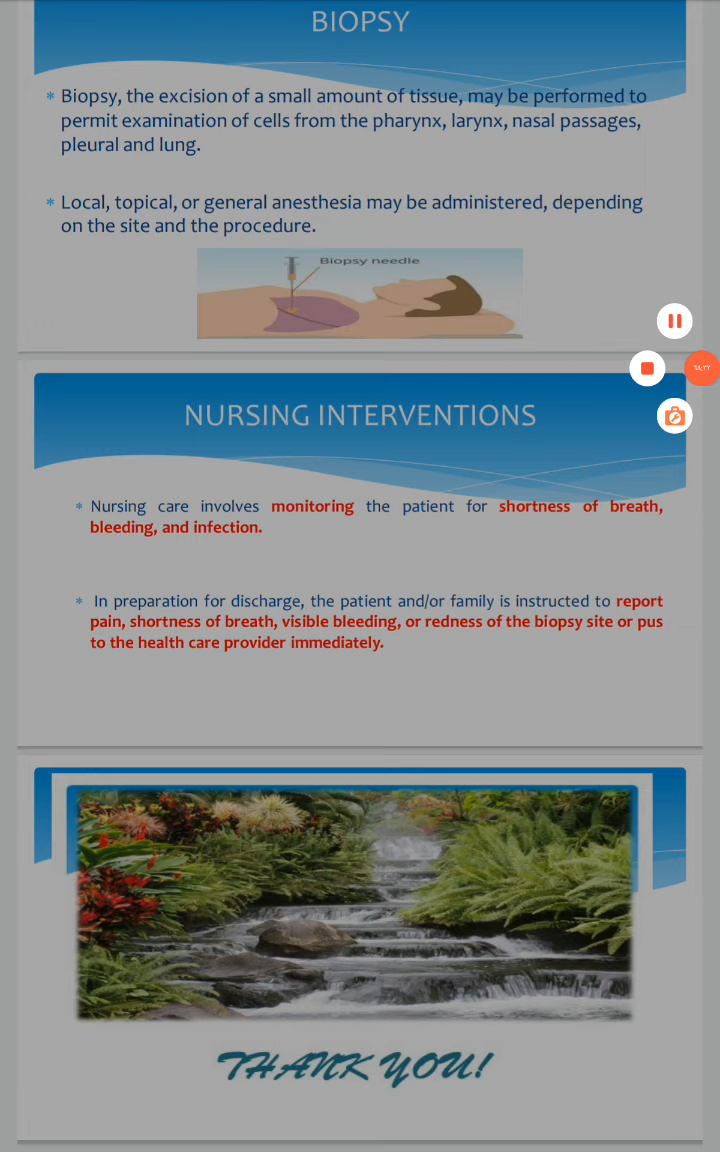 BIOPSY
* Biopsy, the excision of a small amount of tissue, may be performed to
permit examination of cells from the pharynx, larynx, nasal passages,
pleural and lung.
* Local, topical, or general anesthesia may be administered, depending
on the site and the procedure.
Biopsy needle
NURSING INTERVENTIONS
* Nursing care involves monitoring the patient for shortness of breath,
bleeding, and infection.
* In preparation for discharge, the patient and/or family is instructed to report
pain, shortness of breath, visible bleeding, or redness of the biopsy site or pus
to the health care provider immediately.
THANK YOU!